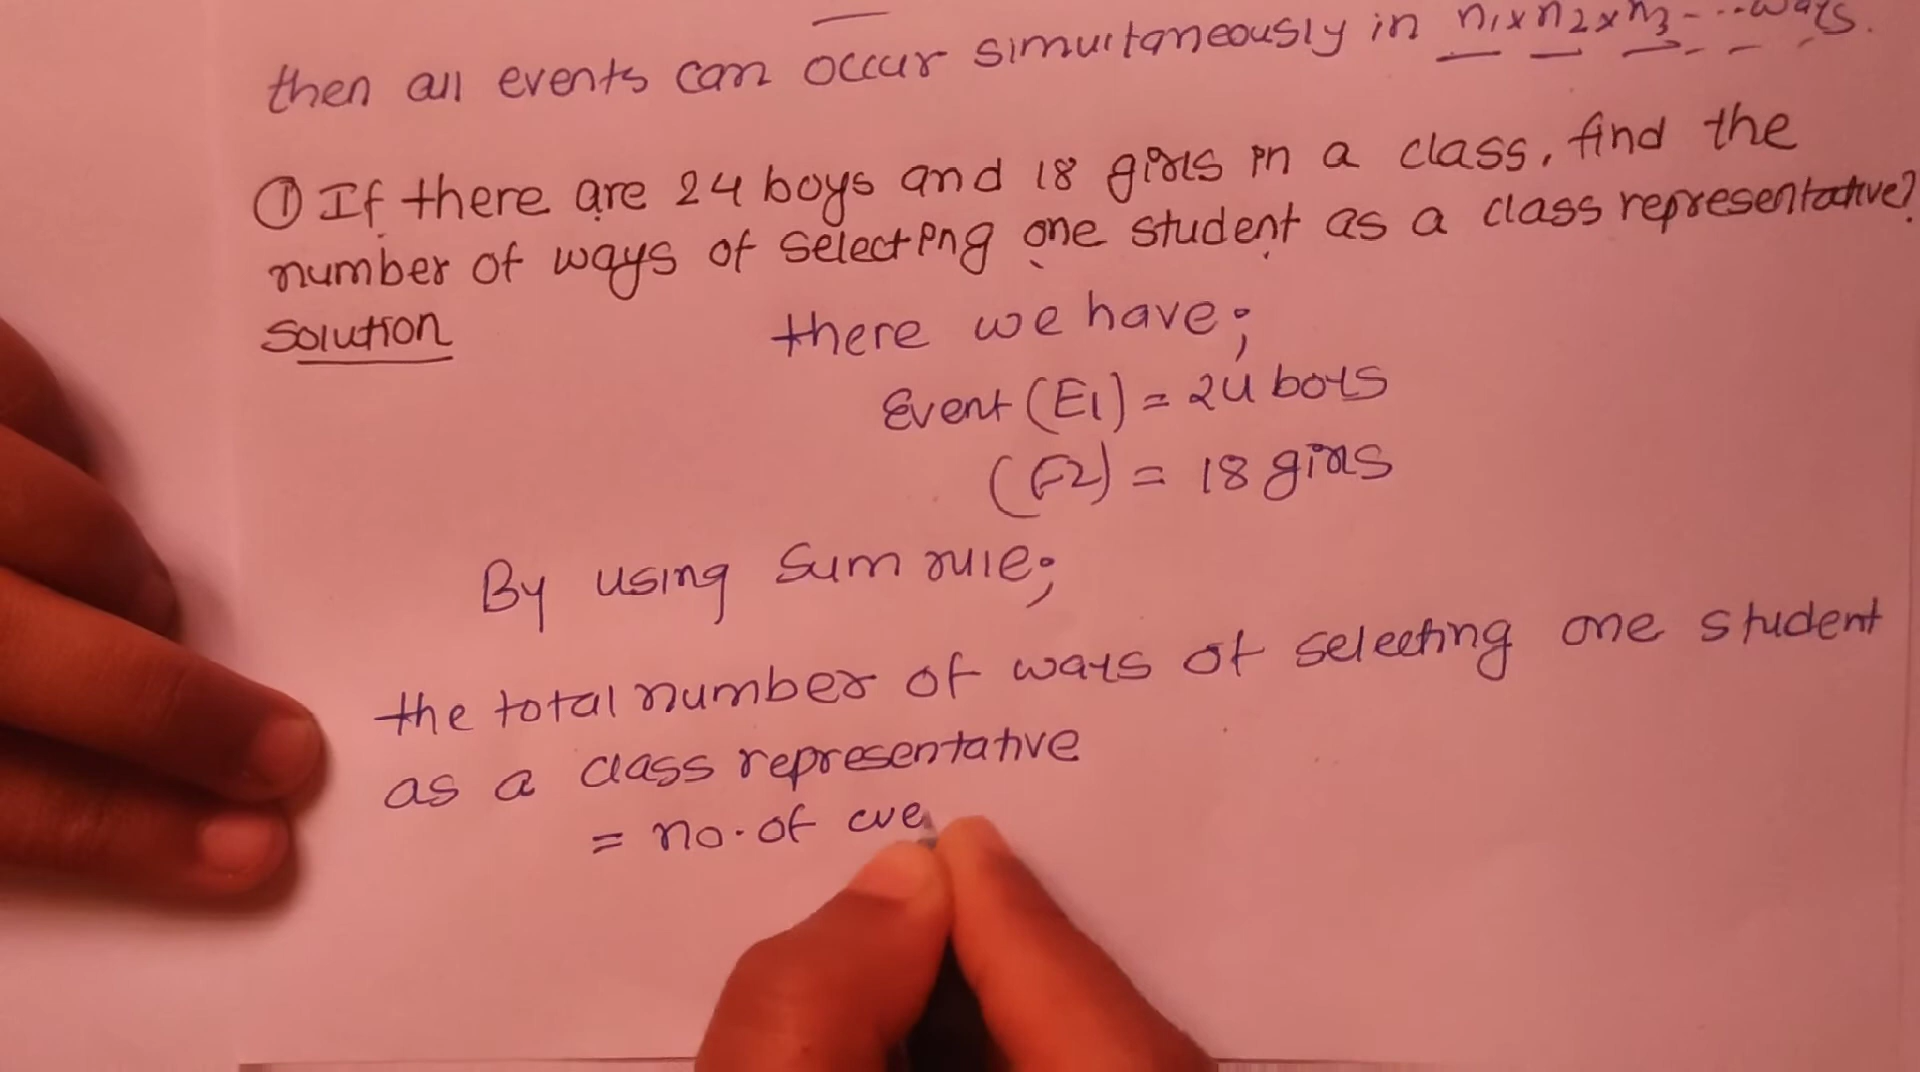 then all events can occur simultaneously in n1×n2×n3-...ways.
① If there are 24 boys and 18 girls in a class, find the
number of ways of selecting one student as a class representative?
Solution
there we have;
Event (E1) = 24 boys
(E2) = 18 girls
By using sum rule;
the total number of ways of selecting one student
as a class representative
= no. of eve